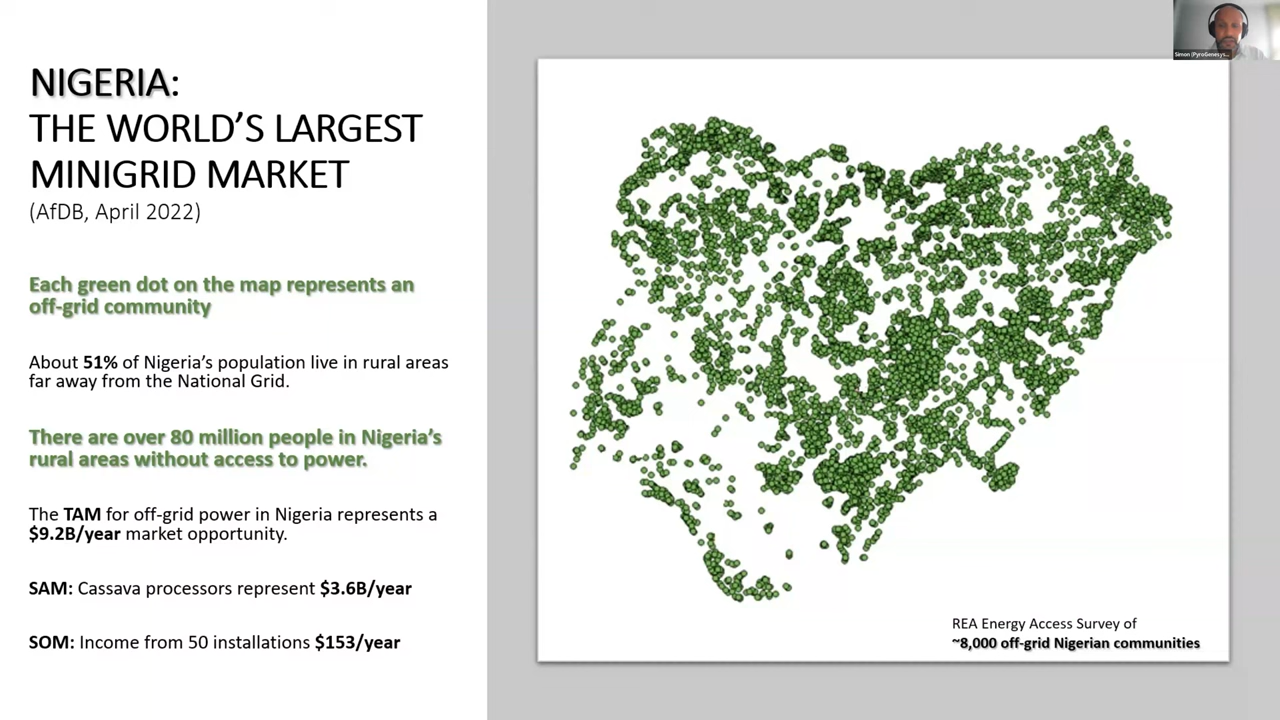 NIGERIA:
THE WORLD’S LARGEST
MINIGRID MARKET
(AfDB, April 2022)
Each green dot on the map represents an
off-grid community
About 51% of Nigeria’s population live in rural areas
far away from the National Grid.
There are over 80 million people in Nigeria’s
rural areas without access to power.
The TAM for off-grid power in Nigeria represents a
$9.2B/year market opportunity.
SAM: Cassava processors represent $3.6B/year
SOM: Income from 50 installations $153/year
REA Energy Access Survey of
~8,000 off-grid Nigerian communities
Simon (PyroGenesys...